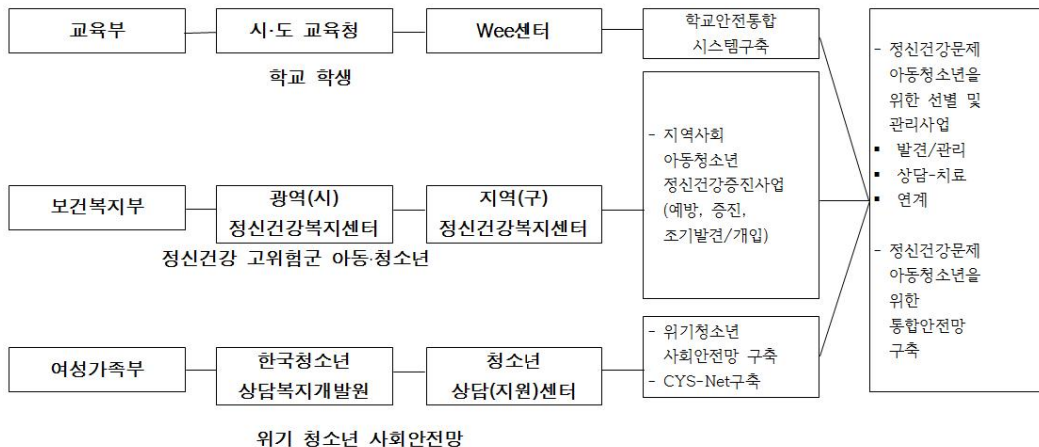 교육부
시·도 교육청
Wee센터
학교안전통합
시스템구축
학교 학생
보건복지부
광역(시)
정신건강복지센터
지역(구)
정신건강복지센터
- 지역사회
아동청소년
정신건강증진사업
(예방, 증진,
조기발견/개입)
정신건강 고위험군 아동·청소년
여성가족부
한국청소년
상담복지개발원
청소년
상담(지원)센터
- 위기청소년
사회안전망 구축
- CYS-Net구축
위기 청소년 사회안전망
- 정신건강문제
아동청소년을
위한 선별 및
관리사업
▪ 발견/관리
▪ 상담-치료
▪ 연계
- 정신건강문제
아동청소년을
위한
통합안전망
구축